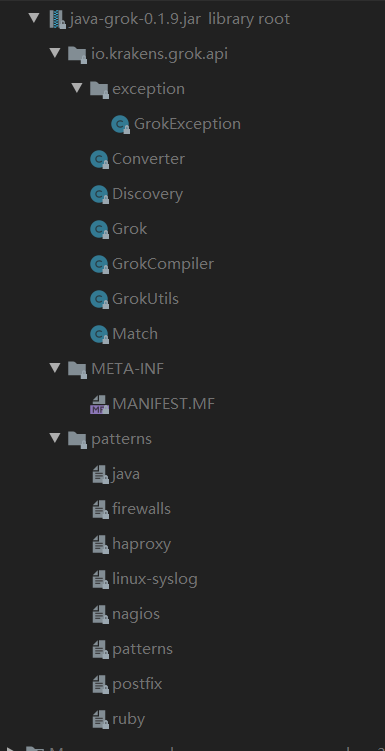 java-grok-0.1.9.jar library root
io.krakens.grok.api
exception
GrokException
Converter
Discovery
Grok
GrokCompiler
GrokUtils
Match
META-INF
MANIFEST.MF
patterns
java
firewalls
haproxy
linux-syslog
nagios
patterns
postfix
ruby